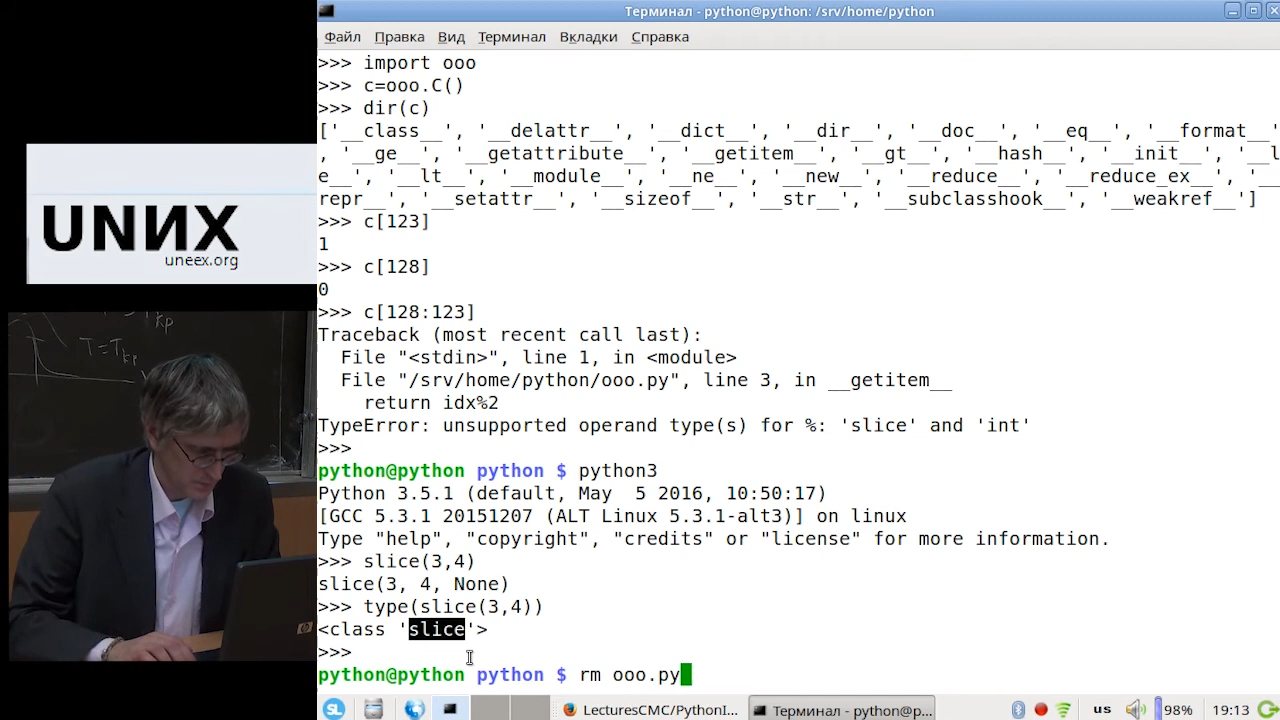 Терминал - python@python: /srv/home/python
Файл Правка Вид Терминал Вкладки Справка
>>> import ooo
>>> c=ooo.C()
>>> dir(c)
['__class__', '__delattr__', '__dict__', '__dir__', '__doc__', '__eq__', '__format__'
, '__ge__', '__getattribute__', '__getitem__', '__gt__', '__hash__', '__init__', '__l
e__', '__lt__', '__module__', '__ne__', '__new__', '__reduce__', '__reduce_ex__', '__
repr__', '__setattr__', '__sizeof__', '__str__', '__subclasshook__', '__weakref__']
>>> c[123]
1
>>> c[128]
0
>>> c[128:123]
Traceback (most recent call last):
File "<stdin>", line 1, in <module>
File "/srv/home/python/ooo.py", line 3, in __getitem__
return idx%2
TypeError: unsupported operand type(s) for %: 'slice' and 'int'
>>>
python@python python $ python3
Python 3.5.1 (default, May  5 2016, 10:50:17)
[GCC 5.3.1 20151207 (ALT Linux 5.3.1-alt3)] on linux
Type "help", "copyright", "credits" or "license" for more information.
>>> slice(3,4)
slice(3, 4, None)
>>> type(slice(3,4))
<class 'slice'>
>>>
python@python python $ rm ooo.py
SL LecturesCMC/PythonI... Терминал - python@p... us 98% 19:13
UNИX
uneex.org
T=Tкр